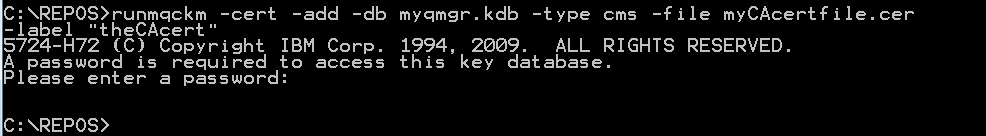 C:\REPOS>runmqckm -cert -add -db myqmgr.kdb -type cms -file myCAcertfile.cer
-label "theCAcert"
5724-H72 (C) Copyright IBM Corp. 1994, 2009.  ALL RIGHTS RESERVED.
A password is required to access this key database.
Please enter a password:
C:\REPOS>